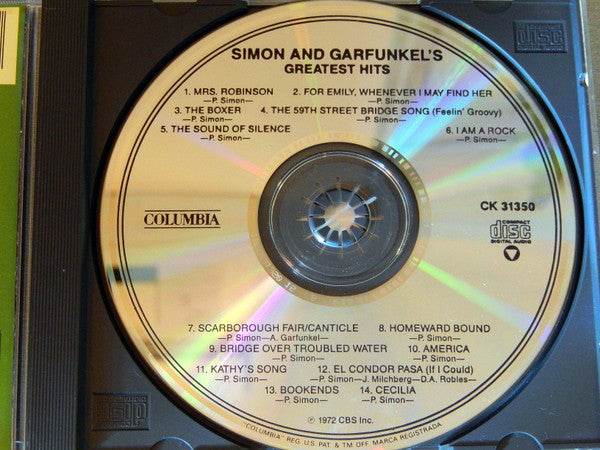 SIMON AND GARFUNKEL'S
GREATEST HITS
1. MRS. ROBINSON 2. FOR EMILY, WHENEVER I MAY FIND HER
—P. Simon— —P. Simon—
3. THE BOXER 4. THE 59TH STREET BRIDGE SONG (Feelin' Groovy)
—P. Simon— —P. Simon—
5. THE SOUND OF SILENCE 6. I AM A ROCK
—P. Simon— —P. Simon—
COLUMBIA
CK 31350
COMPACT
disc
DIGITAL AUDIO
7. SCARBOROUGH FAIR/CANTICLE 8. HOMEWARD BOUND
—P. Simon—A. Garfunkel— —P. Simon—
9. BRIDGE OVER TROUBLED WATER 10. AMERICA
—P. Simon— —P. Simon—
11. KATHY'S SONG 12. EL CONDOR PASA (If I Could)
—P. Simon— —P. Simon—J. Milchberg—D.A. Robles—
13. BOOKENDS 14. CECILIA
—P. Simon— —P. Simon—
℗ 1972 CBS Inc.
"COLUMBIA" REG. U.S. PAT. & TM. OFF. MARCA REGISTRADA.
COMPACT
disc
disc